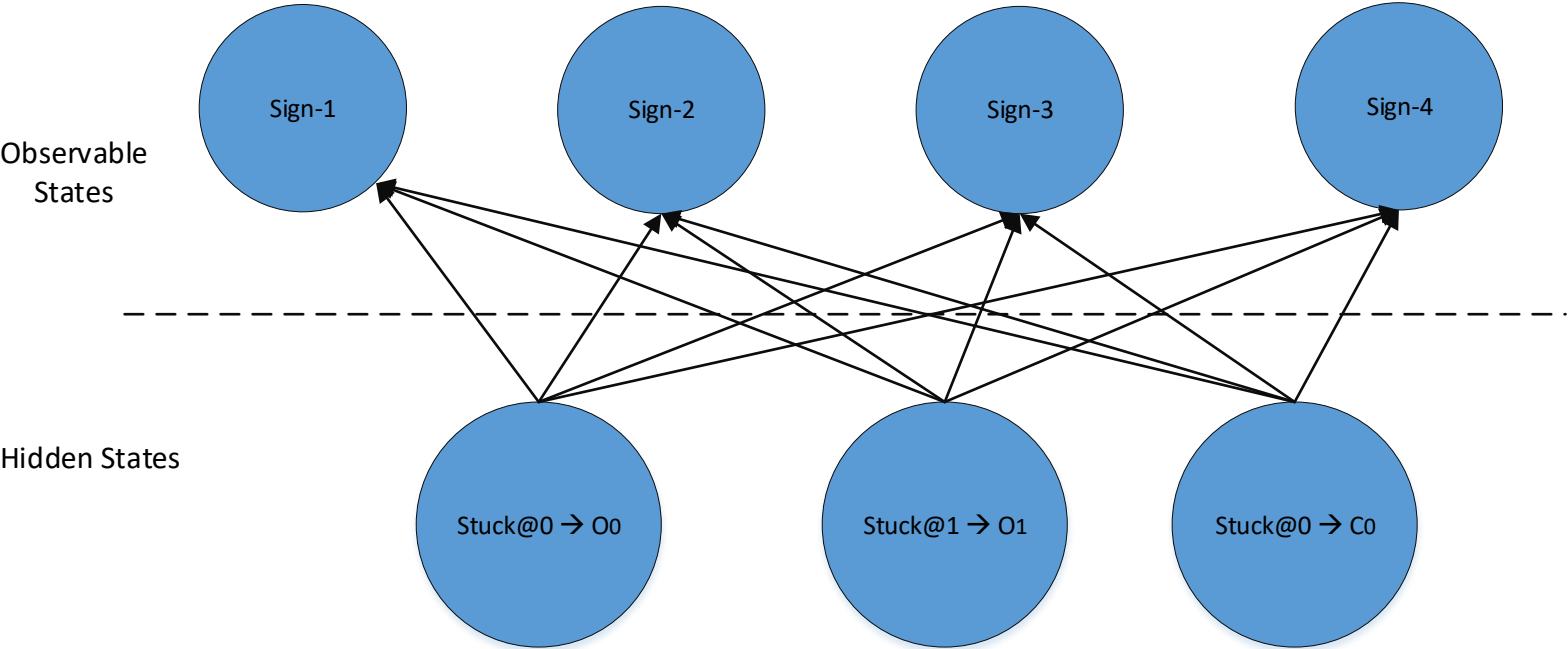 Sign-1
Sign-2
Sign-3
Sign-4
Observable
States
Hidden States
Stuck@0 → O0
Stuck@1 → O1
Stuck@0 → C0